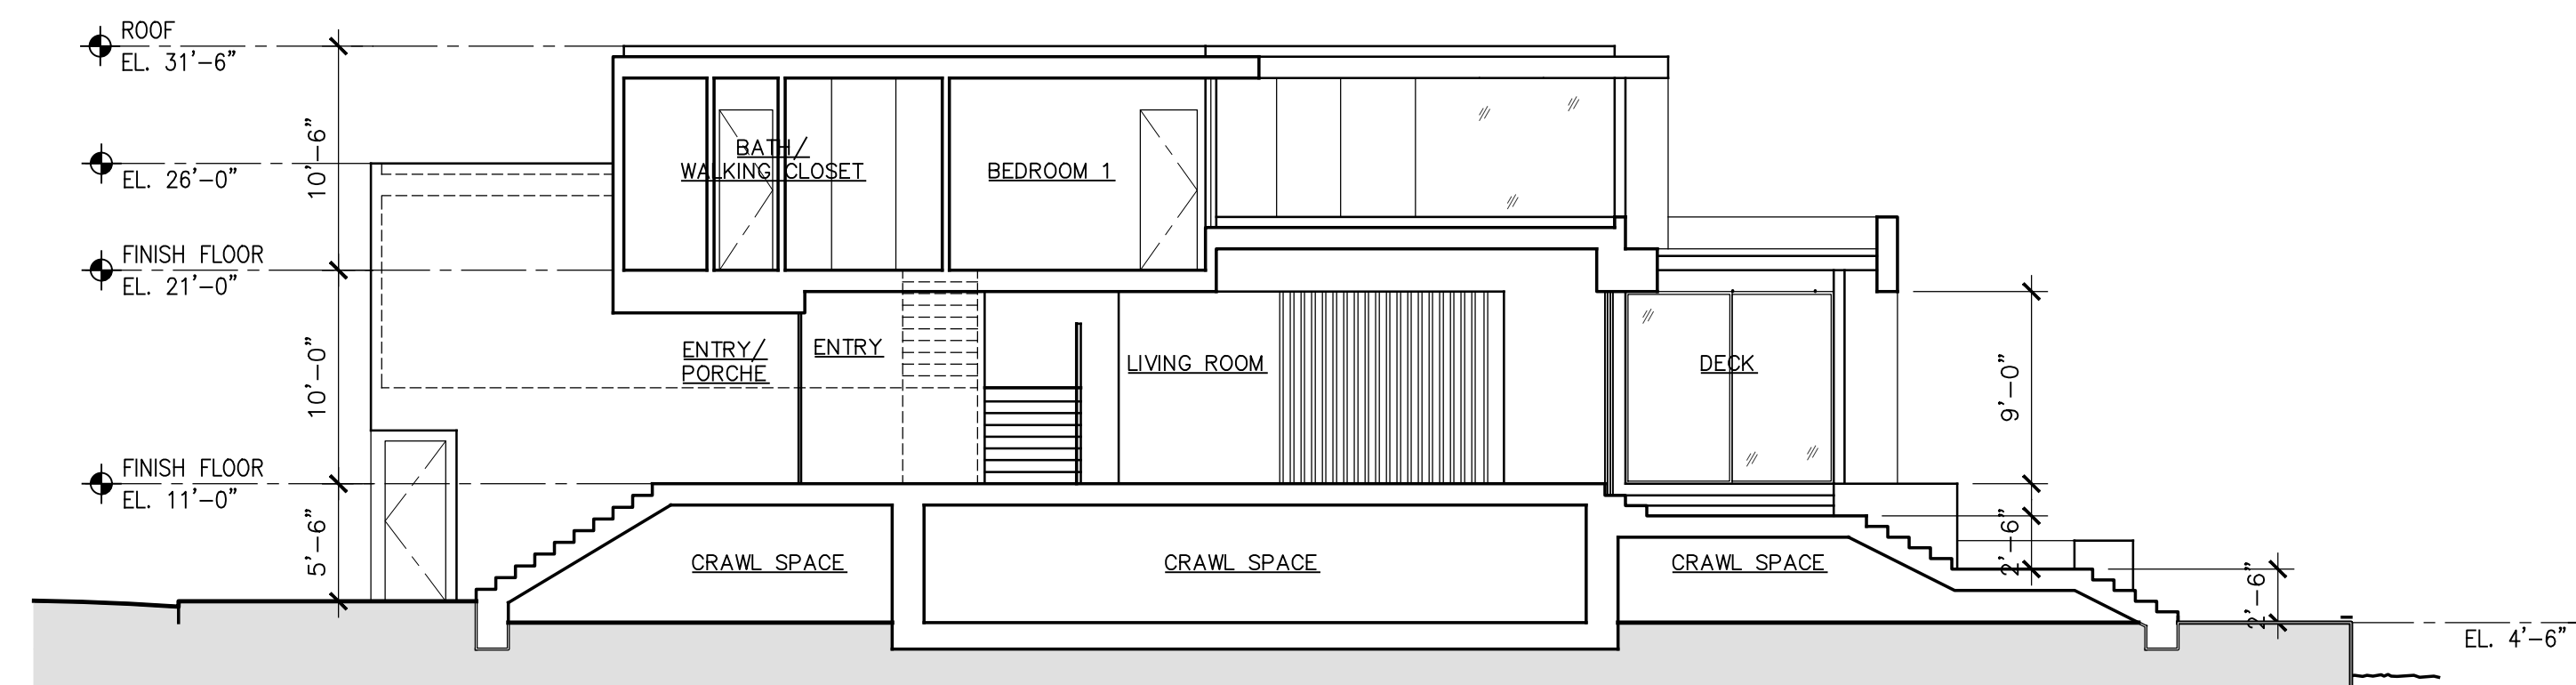 ROOF
EL. 31'-6"
10'-6"
EL. 26'-0"
BATH/
WALKING CLOSET
BEDROOM 1
FINISH FLOOR
EL. 21'-0"
10'-0"
ENTRY/
PORCHE
ENTRY
LIVING ROOM
DECK
9'-0"
FINISH FLOOR
EL. 11'-0"
5'-6"
CRAWL SPACE
CRAWL SPACE
CRAWL SPACE
2'-6"
2'-6"
EL. 4'-6"